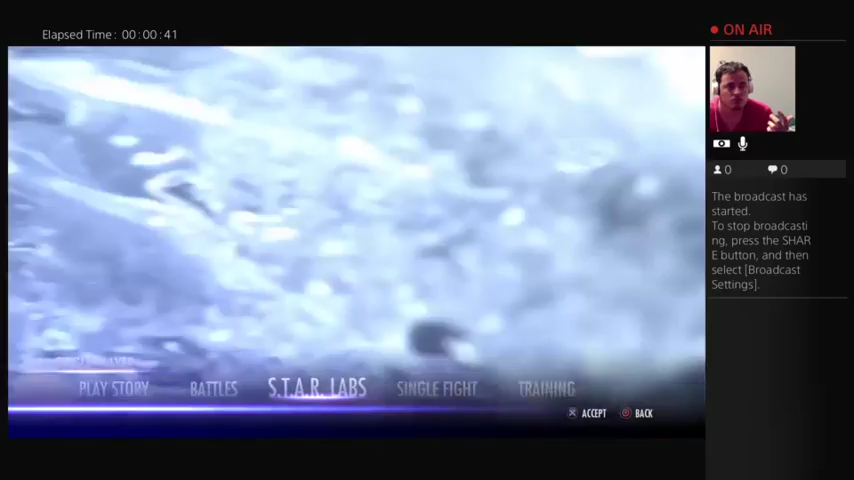 Elapsed Time : 00:00:41
ON AIR
0 0
The broadcast has
started.
To stop broadcasti
ng, press the SHAR
E button, and then
select [Broadcast
Settings].
PLAY STORY BATTLES S.T.A.R. LABS SINGLE FIGHT TRAINING
ACCEPT BACK